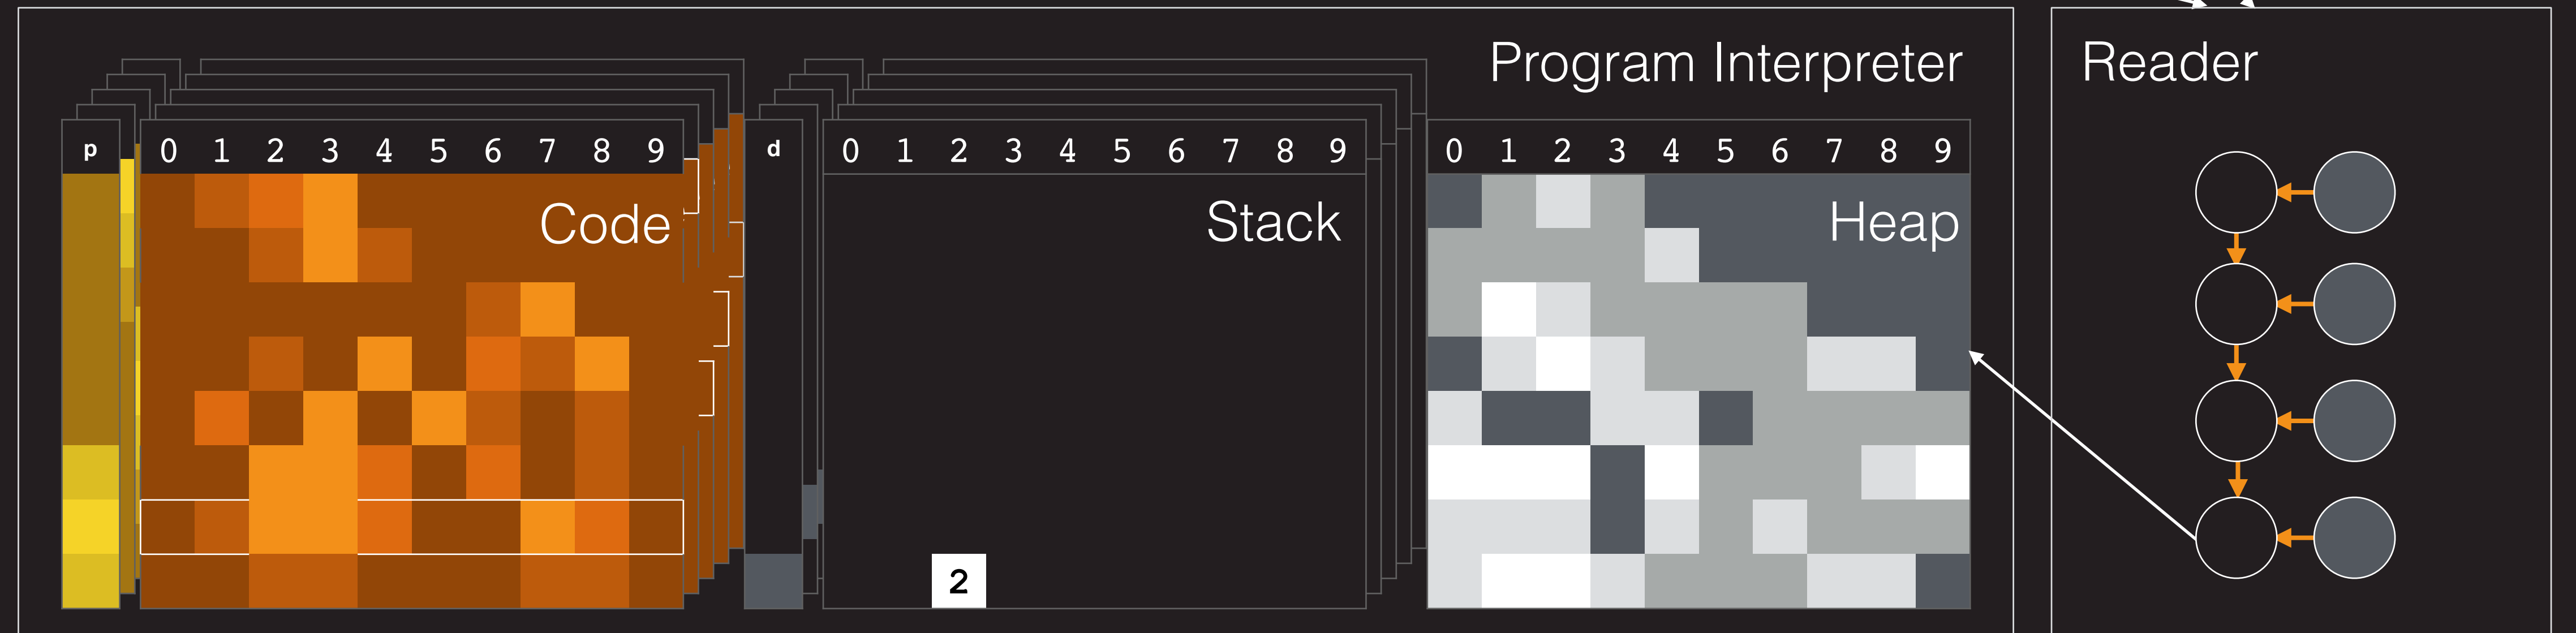 Program Interpreter
Reader
p 0 1 2 3 4 5 6 7 8 9
d 0 1 2 3 4 5 6 7 8 9
0 1 2 3 4 5 6 7 8 9
Code
Stack
Heap
2